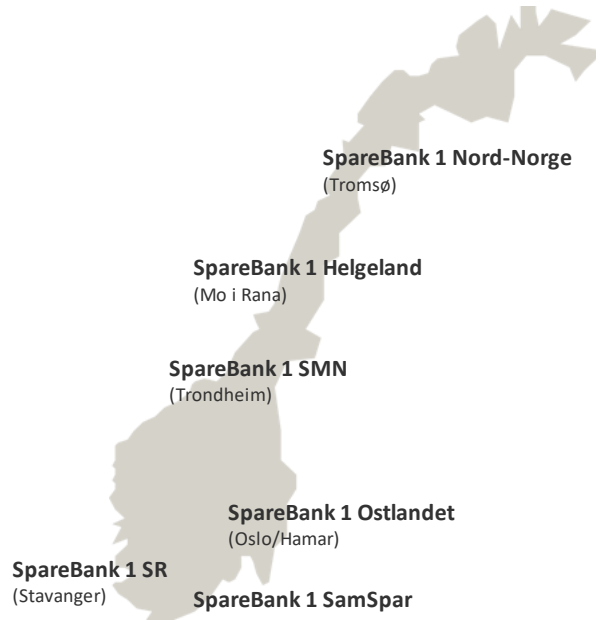 SpareBank 1 Nord-Norge
(Tromsø)
SpareBank 1 Helgeland
(Mo i Rana)
SpareBank 1 SMN
(Trondheim)
SpareBank 1 Ostlandet
(Oslo/Hamar)
SpareBank 1 SR
(Stavanger)
SpareBank 1 SamSpar